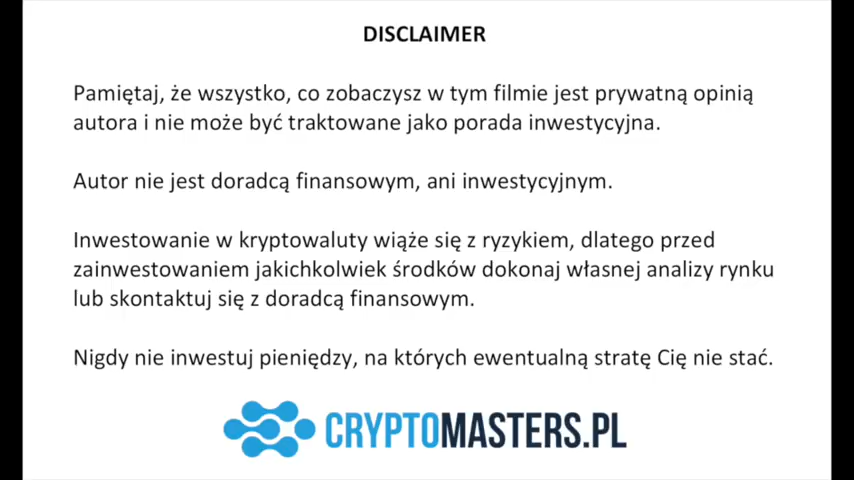 DISCLAIMER
Pamiętaj, że wszystko, co zobaczysz w tym filmie jest prywatną opinią
autora i nie może być traktowane jako porada inwestycyjna.
Autor nie jest doradcą finansowym, ani inwestycyjnym.
Inwestowanie w kryptowaluty wiąże się z ryzykiem, dlatego przed
zainwestowaniem jakichkolwiek środków dokonaj własnej analizy rynku
lub skontaktuj się z doradcą finansowym.
Nigdy nie inwestuj pieniędzy, na których ewentualną stratę Cię nie stać.
CRYPTOMASTERS.PL